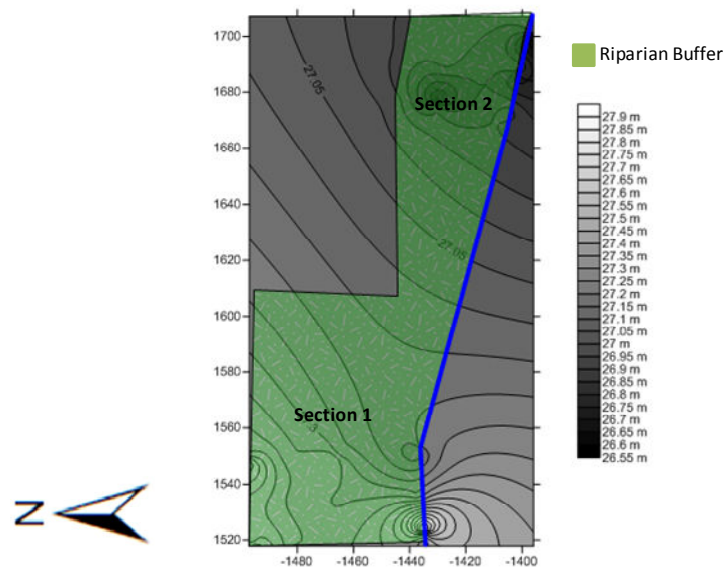 Riparian Buffer
1700
1680
1660
1640
1620
1600
1580
1560
1540
1520
-1480
-1460
-1440
-1420
-1400
27.05
Section 2
27.05
Section 1
.3
N
27.9 m
27.85 m
27.8 m
27.75 m
27.7 m
27.65 m
27.6 m
27.55 m
27.5 m
27.45 m
27.4 m
27.35 m
27.3 m
27.25 m
27.2 m
27.15 m
27.1 m
27.05 m
27 m
26.95 m
26.9 m
26.85 m
26.8 m
26.75 m
26.7 m
26.65 m
26.6 m
26.55 m